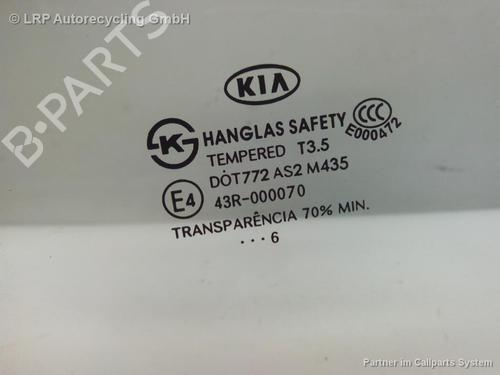 © LRP Autorecycling GmbH
B-PARTS
KIA
KS HANGLAS SAFETY
CCC
E000472
TEMPERED T3.5
DOT772 AS2 M435
E4 43R-000070
TRANSPARÊNCIA 70% MIN.
···6
Partner im Callparts System